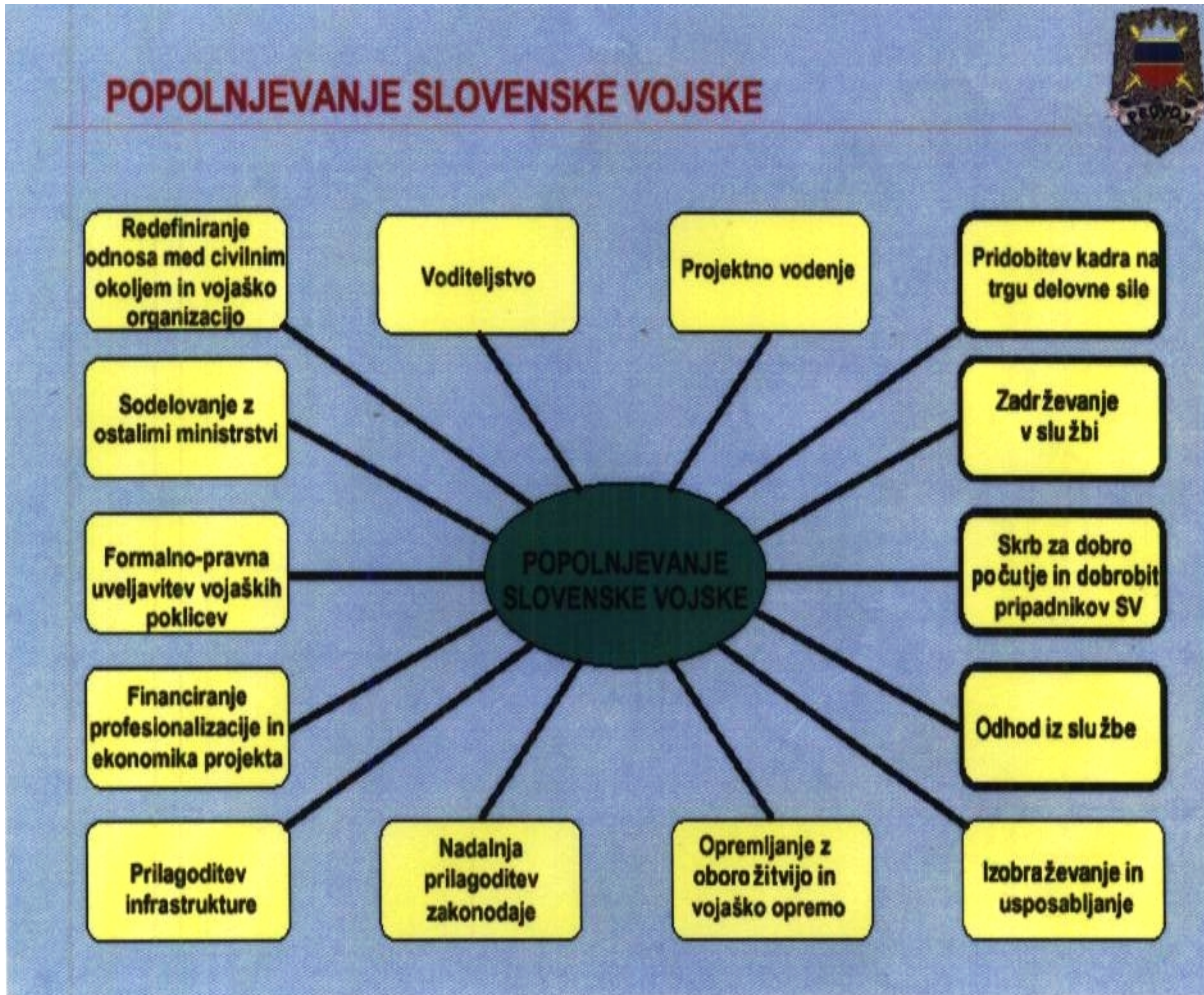 POPOLNJEVANJE SLOVENSKE VOJSKE
Redefiniranje
odnosa med civilnim
okoljem in vojaško
organizacijo
Voditeljstvo
Projektno vodenje
Pridobitev kadra na
trgu delovne sile
Sodelovanje z
ostalimi ministrstvi
Zadrževanje
v službi
Formalno-pravna
uveljavitev vojaških
poklicev
POPOLNJEVANJE
SLOVENSKE VOJSKE
Skrb za dobro
počutje in dobrobit
pripadnikov SV
Financiranje
profesionalizacije in
ekonomika projekta
Odhod iz službe
Prilagoditev
infrastrukture
Nadalnja
prilagoditev
zakonodaje
Opremljanje z
oborožitvijo in
vojaško opremo
Izobraževanje in
usposabljanje